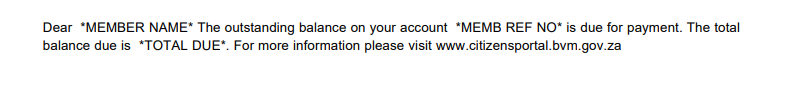 Dear  *MEMBER NAME* The outstanding balance on your account  *MEMB REF NO* is due for payment. The total
balance due is  *TOTAL DUE*. For more information please visit www.citizensportal.bvm.gov.za